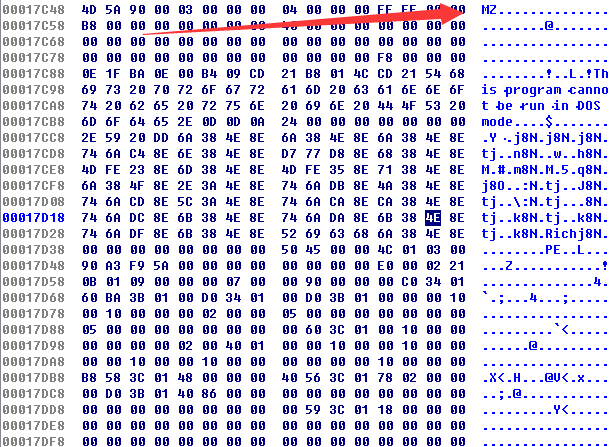 00017C48 4D 5A 90 00 03 00 00 00 04 00 00 00 FF FF 00 00 MZ..............
00017C58 B8 00 00 00 00 00 00 00 40 00 00 00 00 00 00 00 ........@.......
00017C68 00 00 00 00 00 00 00 00 00 00 00 00 00 00 00 00 ................
00017C78 00 00 00 00 00 00 00 00 00 00 00 00 F8 00 00 00 ................
00017C88 0E 1F BA 0E 00 B4 09 CD 21 B8 01 4C CD 21 54 68 ........!..L.!Th
00017C98 69 73 20 70 72 6F 67 72 61 6D 20 63 61 6E 6E 6F is program canno
00017CA8 74 20 62 65 20 72 75 6E 20 69 6E 20 44 4F 53 20 t be run in DOS
00017CB8 6D 6F 64 65 2E 0D 0D 0A 24 00 00 00 00 00 00 00 mode....$.......
00017CC8 2E 59 20 DD 6A 38 4E 8E 6A 38 4E 8E 6A 38 4E 8E .Y .j8N.j8N.j8N.
00017CD8 74 6A C4 8E 6E 38 4E 8E D7 77 D8 8E 68 38 4E 8E tj..n8N..w..h8N.
00017CE8 4D FE 23 8E 6D 38 4E 8E 4D FE 35 8E 71 38 4E 8E M.#.m8N.M.5.q8N.
00017CF8 6A 38 4F 8E 2E 3A 4E 8E 74 6A DB 8E 4A 38 4E 8E j8O..:N.tj..J8N.
00017D08 74 6A CD 8E 5C 3A 4E 8E 74 6A CA 8E CA 38 4E 8E tj..\:N.tj...8N.
00017D18 74 6A DC 8E 6B 38 4E 8E 74 6A DA 8E 6B 38 4E 8E tj..k8N.tj..k8N.
00017D28 74 6A DF 8E 6B 38 4E 8E 52 69 63 68 6A 38 4E 8E tj..k8N.Richj8N.
00017D38 00 00 00 00 00 00 00 00 50 45 00 00 4C 01 03 00 ........PE..L...
00017D48 90 A3 F9 5A 00 00 00 00 00 00 00 00 E0 00 02 21 ...Z...........!
00017D58 0B 01 09 00 00 00 07 00 00 90 00 00 00 C0 34 01 ..............4.
00017D68 60 BA 3B 01 00 D0 34 01 00 D0 3B 01 00 00 00 10 `.;...4...;.....
00017D78 00 10 00 00 00 02 00 00 05 00 00 00 00 00 00 00 ................
00017D88 05 00 00 00 00 00 00 00 00 60 3C 01 00 10 00 00 .........`<.....
00017D98 00 00 00 00 02 00 40 01 00 00 10 00 00 10 00 00 ......@.........
00017DA8 00 00 10 00 00 10 00 00 00 00 00 00 10 00 00 00 ................
00017DB8 B8 58 3C 01 48 00 00 00 40 56 3C 01 78 02 00 00 .X<.H...@V<.x...
00017DC8 00 D0 3B 01 40 86 00 00 00 00 00 00 00 00 00 00 ..;.@...........
00017DD8 00 00 00 00 00 00 00 00 00 59 3C 01 18 00 00 00 .........Y<.....
00017DE8 00 00 00 00 00 00 00 00 00 00 00 00 00 00 00 00 ................
00017DF8 00 00 00 00 00 00 00 00 00 00 00 00 00 00 00 00 ................